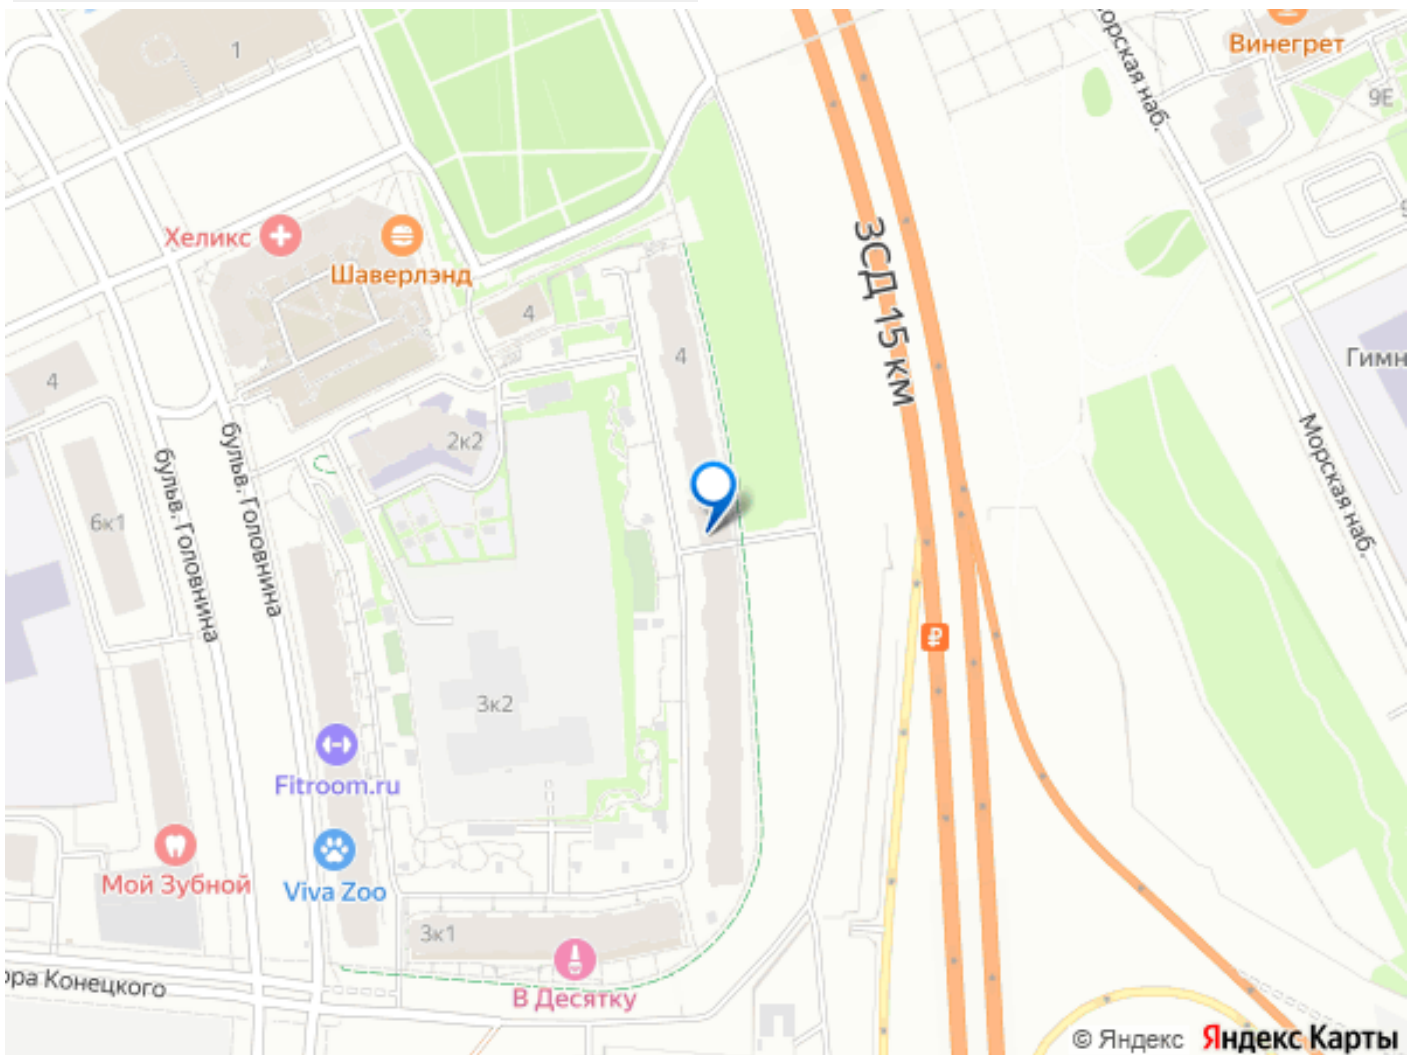 1
орская наб.
Винегрет
9Е
Хеликс
Шаверлэнд
ЗСД 15 км
4
4
4
Гимн
2к2
бульв. Головнина
бульв. Головнина
Морская наб.
6к1
₽
3к2
Fitroom.ru
Мой Зубной
Viva Zoo
3к1
В Десятку
ора Конецкого
© Яндекс Яндекс Карты